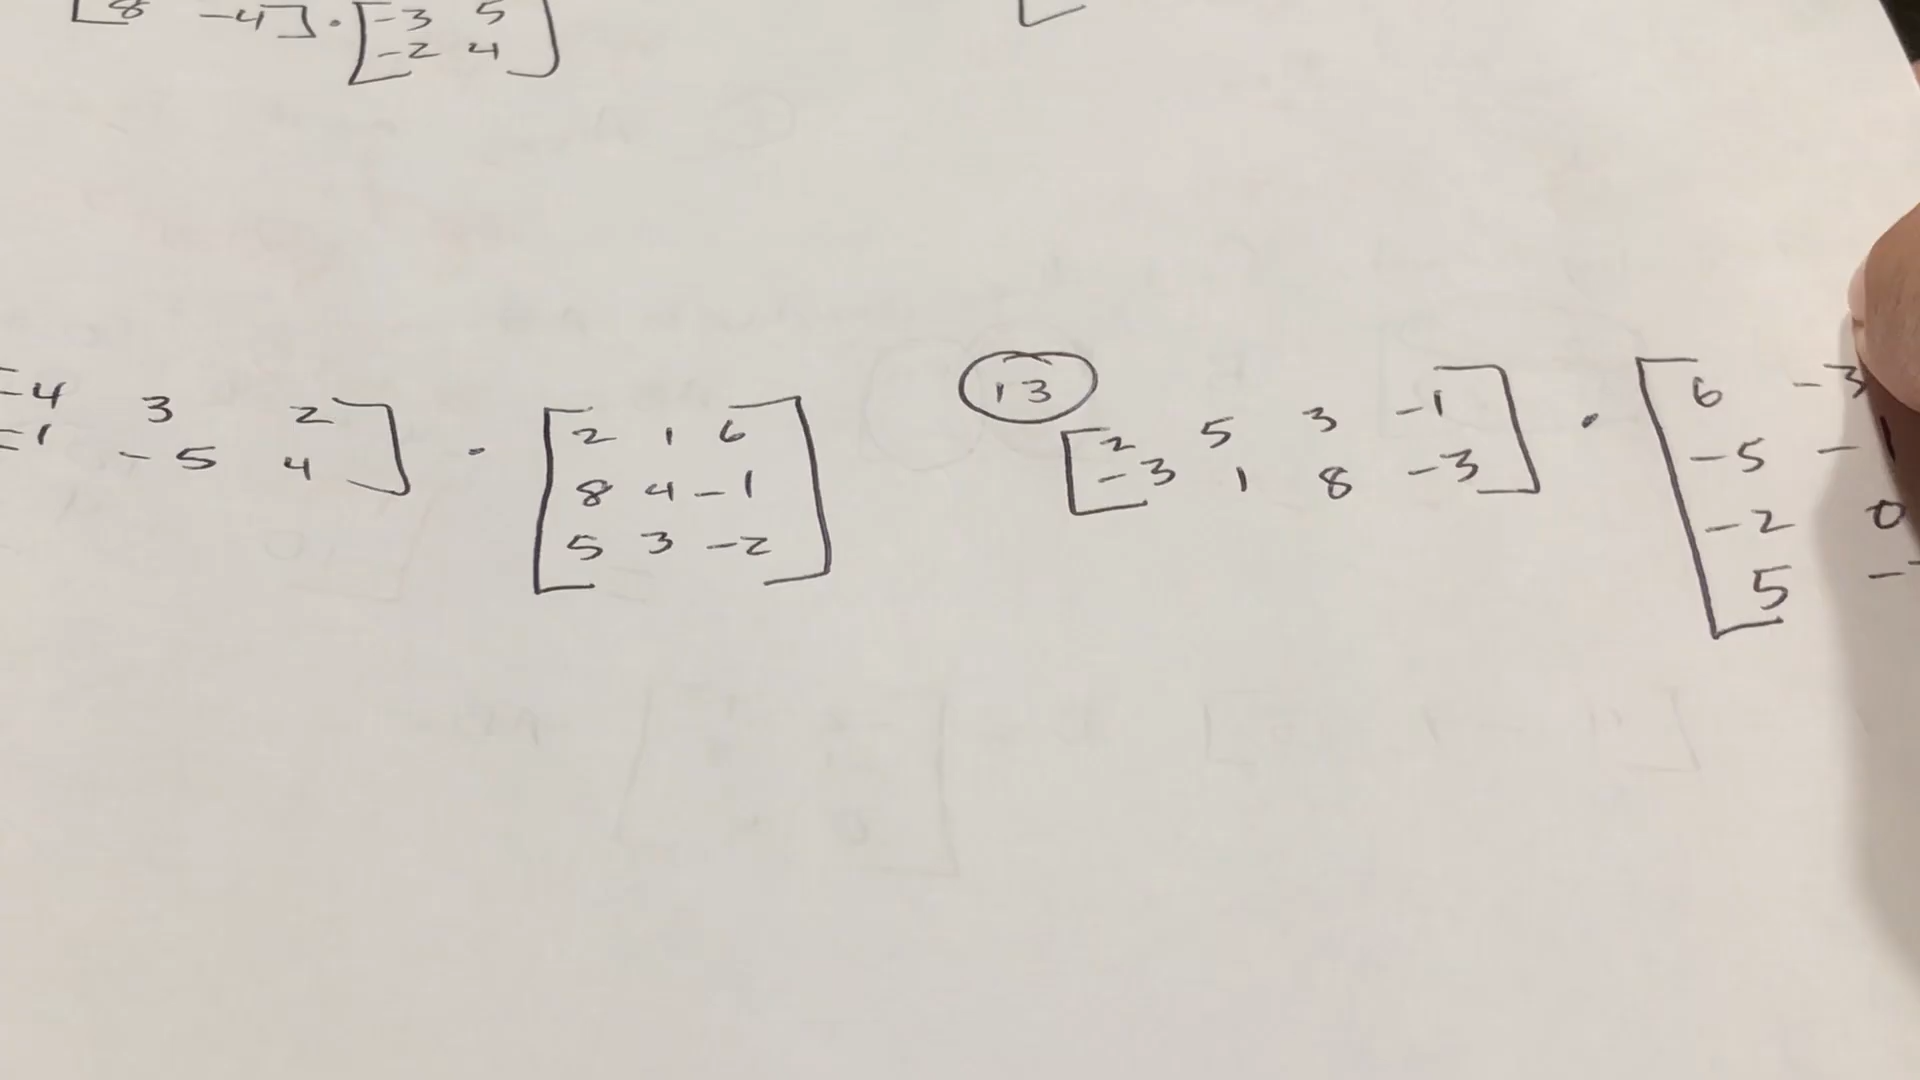 8 -4] · [-3 5
-2 4]
-4 3 2
-1 -5 4] · [2 1 6
8 4 -1
5 3 -2]
13
[2 5 3 -1
-3 1 8 -3] · [6 -3
-5 -
-2 0
5 -